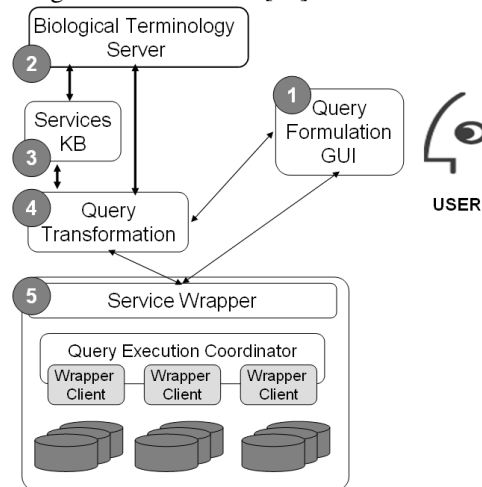 Biological Terminology
Server
2
1
Query
Formulation
GUI
Services
KB
3
USER
4
Query
Transformation
5
Service Wrapper
Query Execution Coordinator
Wrapper
Client
Wrapper
Client
Wrapper
Client